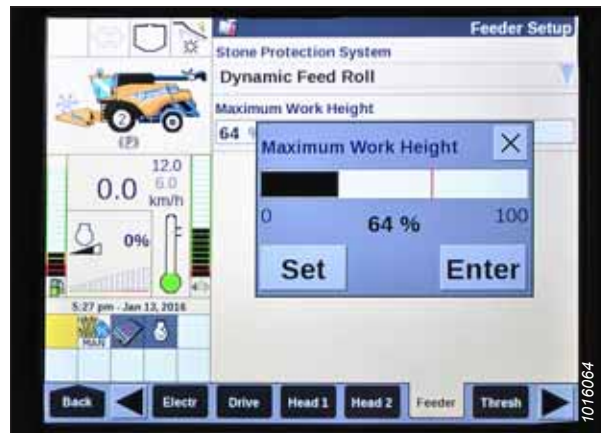 Feeder Setup
Stone Protection System
Dynamic Feed Roll
Maximum Work Height
64 %
Maximum Work Height
0
64 %
100
Set
Enter
2
(P)
12.0
6.0
0.0
km/h
0%
5:27 pm - Jan 13, 2016
MAN
Back
Electr
Drive
Head 1
Head 2
Feeder
Thresh
1016064